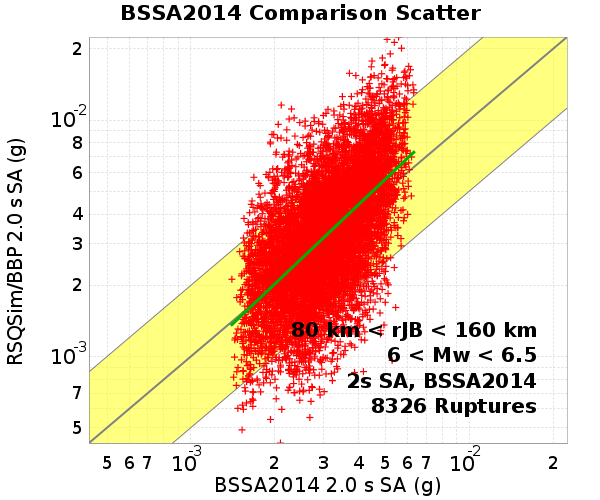 BSSA2014 Comparison Scatter
RSQSim/BBP 2.0 s SA (g)
2
10-2
8
6
4
3
2
10-3
7
5
80 km < rJB < 160 km
6 < Mw < 6.5
2s SA, BSSA2014
8326 Ruptures
5 6 7 10-3 2 3 4 5 6 7 10-2 2
BSSA2014 2.0 s SA (g)